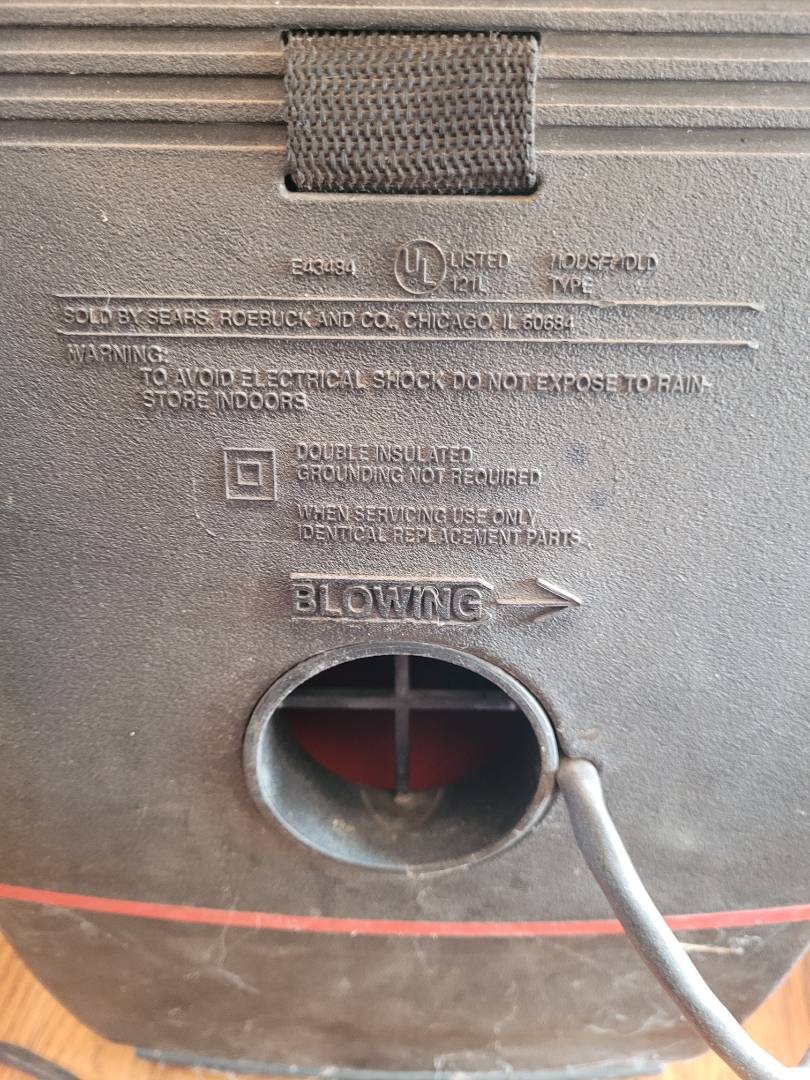 E43484 UL LISTED HOUSEHOLD
121L TYPE
SOLD BY SEARS, ROEBUCK AND CO., CHICAGO, IL 60684
WARNING:
TO AVOID ELECTRICAL SHOCK DO NOT EXPOSE TO RAIN-
STORE INDOORS
DOUBLE INSULATED
GROUNDING NOT REQUIRED
WHEN SERVICING USE ONLY
IDENTICAL REPLACEMENT PARTS
BLOWING